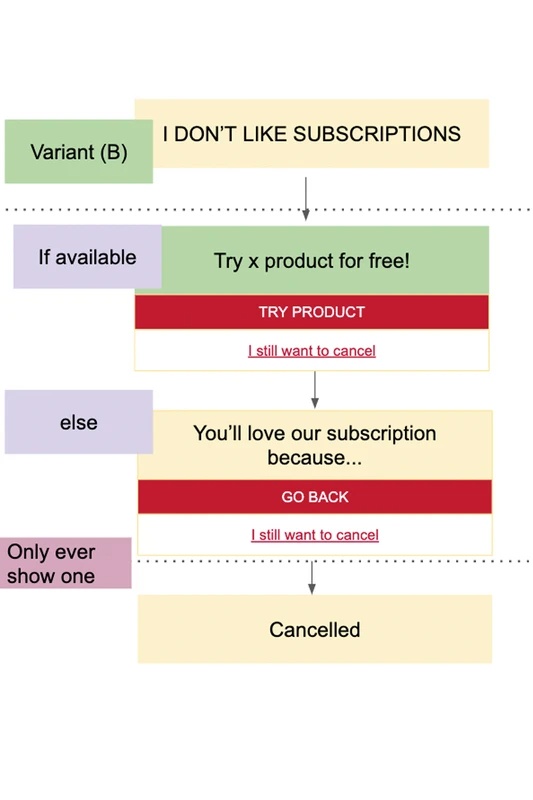 I DON'T LIKE SUBSCRIPTIONS
Variant (B)
If available
Try x product for free!
TRY PRODUCT
I still want to cancel
else
You'll love our subscription
because...
GO BACK
I still want to cancel
Only ever
show one
Cancelled